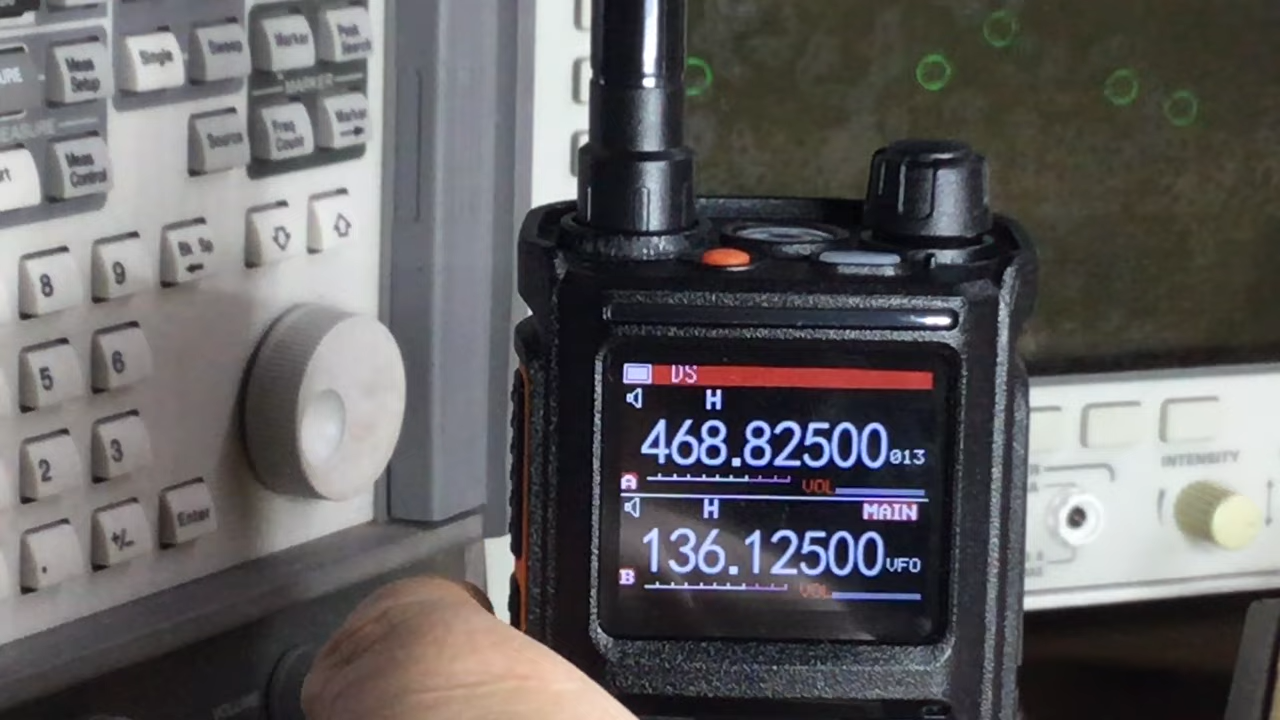 Single
Sweep
Marker
Peak
Search
Meas
Setup
MARKER
Source
Freq
Count
Marker
Meas
Control
8
9
Bk Sp
5
6
2
3
.
+/-
Enter
DS
H
468.82500 013
A VOL
H MAIN
136.12500 VFO
B VOL
INTENSITY